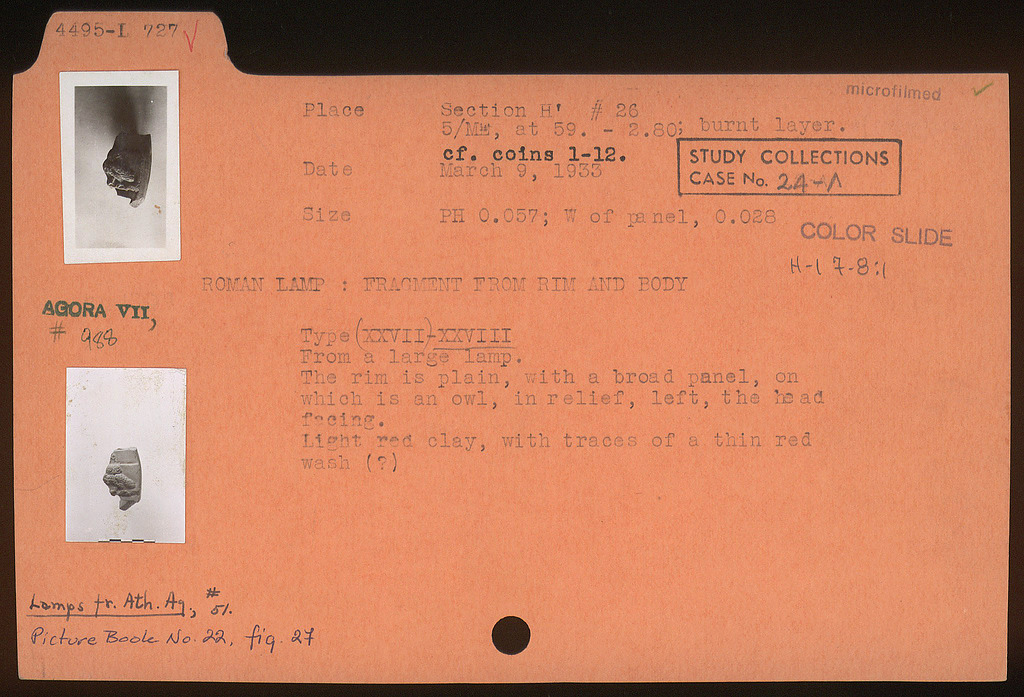 4495-L 727 ✓
microfilmed ✓
Place Section H' # 26
5/ME, at 59. - 2.80; burnt layer.
cf. coins 1-12.
Date March 9, 1933
STUDY COLLECTIONS
CASE No. 24-A
Size PH 0.057; W of panel, 0.028
COLOR SLIDE
H-17-8:1
ROMAN LAMP : FRAGMENT FROM RIM AND BODY
AGORA VII,
# 988
Type (XXVII)-XXVIII
From a large lamp.
The rim is plain, with a broad panel, on
which is an owl, in relief, left, the head
facing.
Light red clay, with traces of a thin red
wash (?)
Lamps fr. Ath. Ag., # 51.
Picture Book No. 22, fig. 27